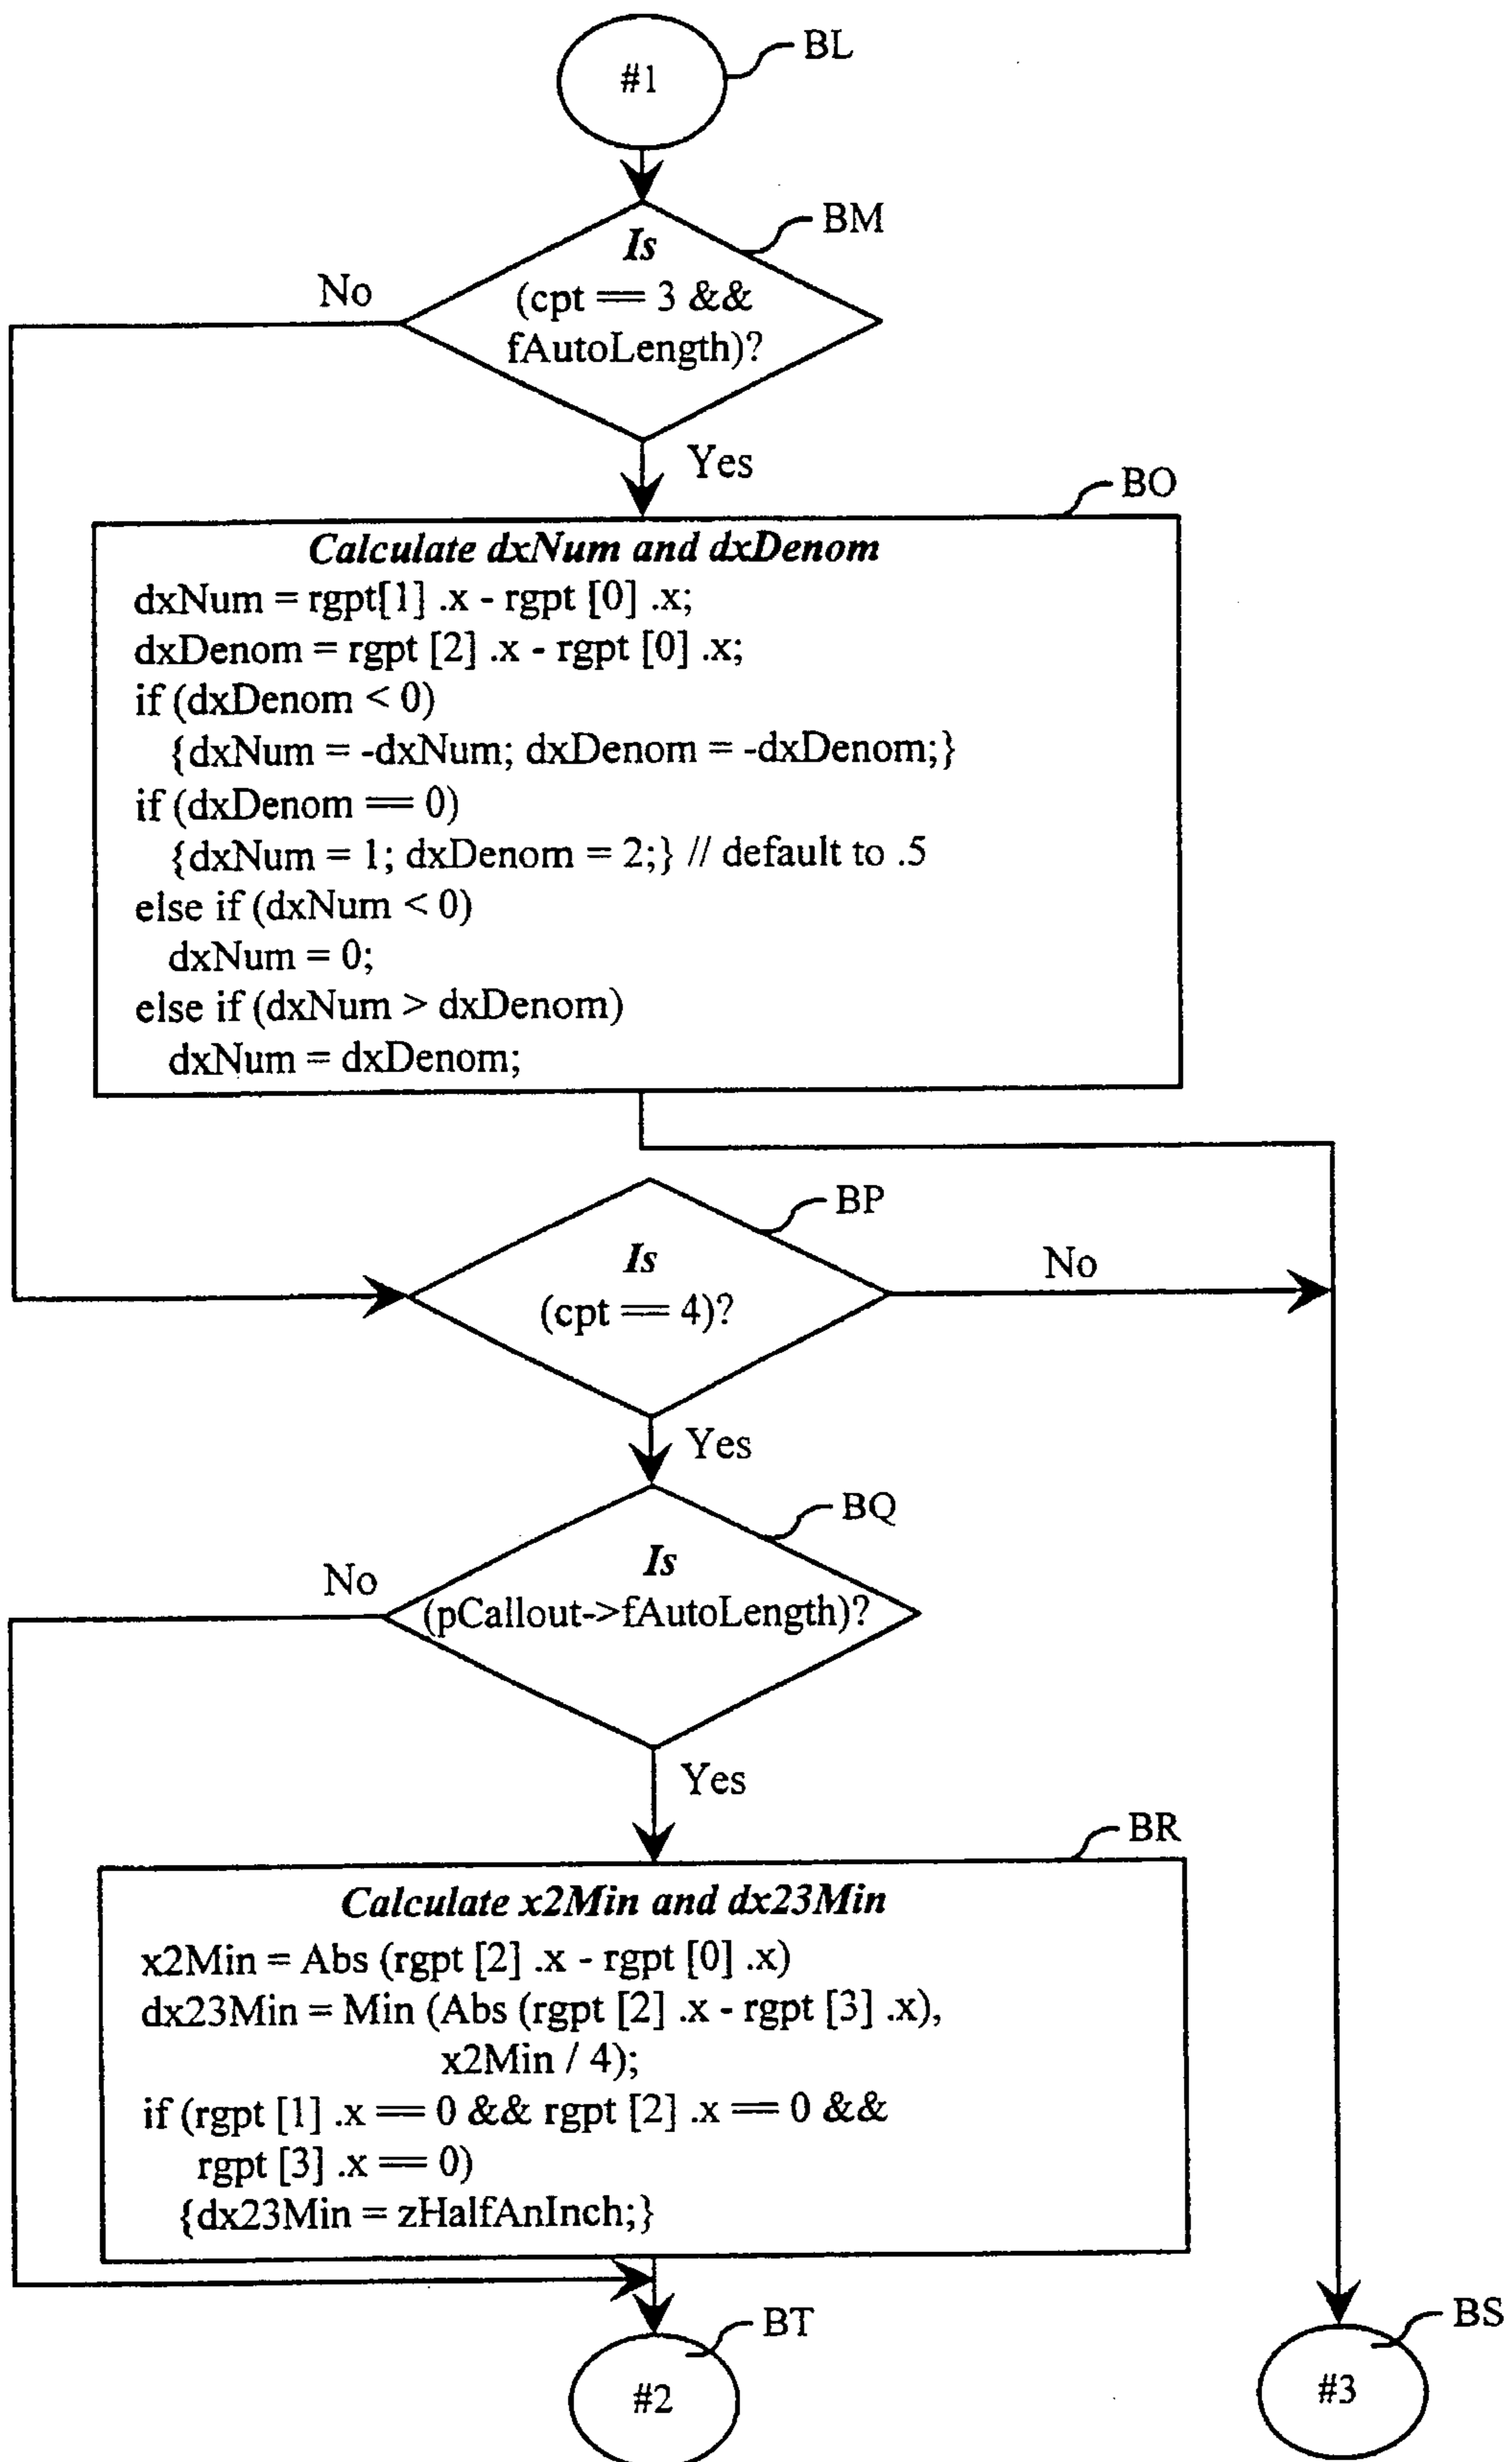 #1
BL
BM
Is
(cpt == 3 &&
fAutoLength)?
No
Yes
BO
Calculate dxNum and dxDenom
dxNum = rgpt[1] .x - rgpt [0] .x;
dxDenom = rgpt [2] .x - rgpt [0] .x;
if (dxDenom < 0)
{dxNum = -dxNum; dxDenom = -dxDenom;}
if (dxDenom == 0)
{dxNum = 1; dxDenom = 2;} // default to .5
else if (dxNum < 0)
dxNum = 0;
else if (dxNum > dxDenom)
dxNum = dxDenom;
BP
Is
(cpt == 4)?
No
Yes
BQ
Is
(pCallout->fAutoLength)?
No
Yes
BR
Calculate x2Min and dx23Min
x2Min = Abs (rgpt [2] .x - rgpt [0] .x)
dx23Min = Min (Abs (rgpt [2] .x - rgpt [3] .x),
x2Min / 4);
if (rgpt [1] .x == 0 && rgpt [2] .x == 0 &&
rgpt [3] .x == 0)
{dx23Min = zHalfAnInch;}
BT
#2
BS
#3